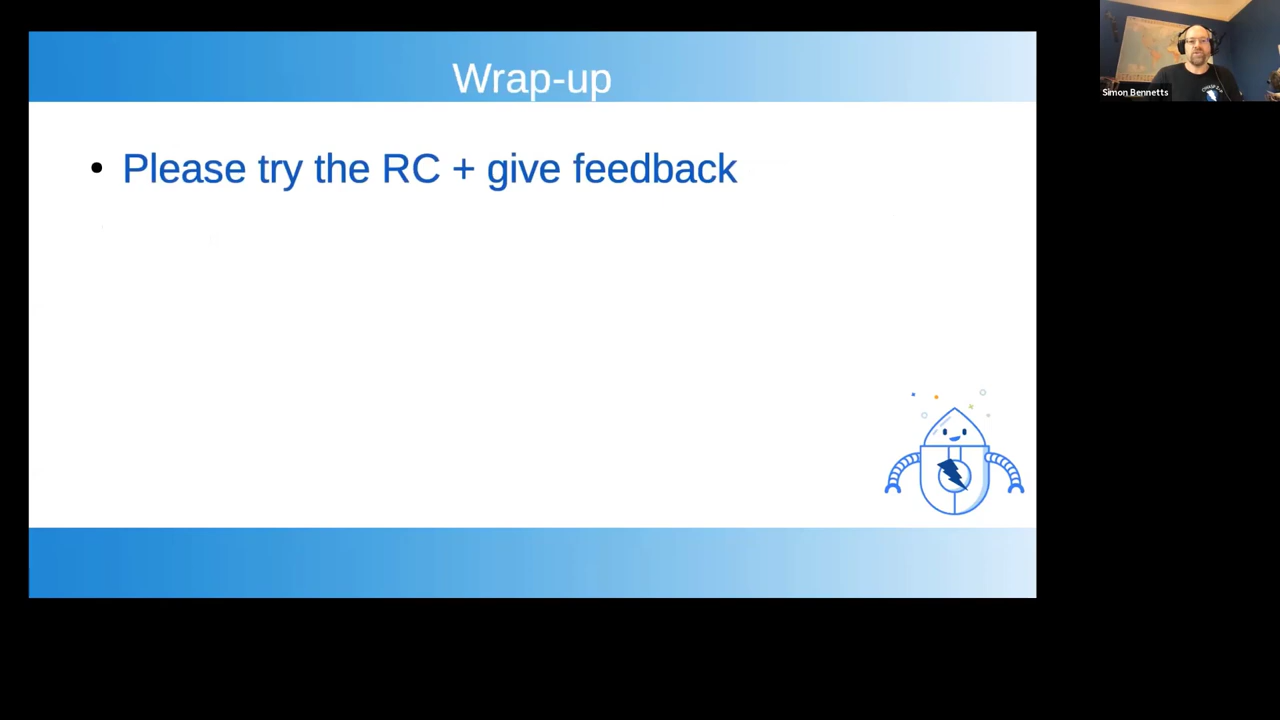 Wrap-up
Simon Bennetts
• Please try the RC + give feedback